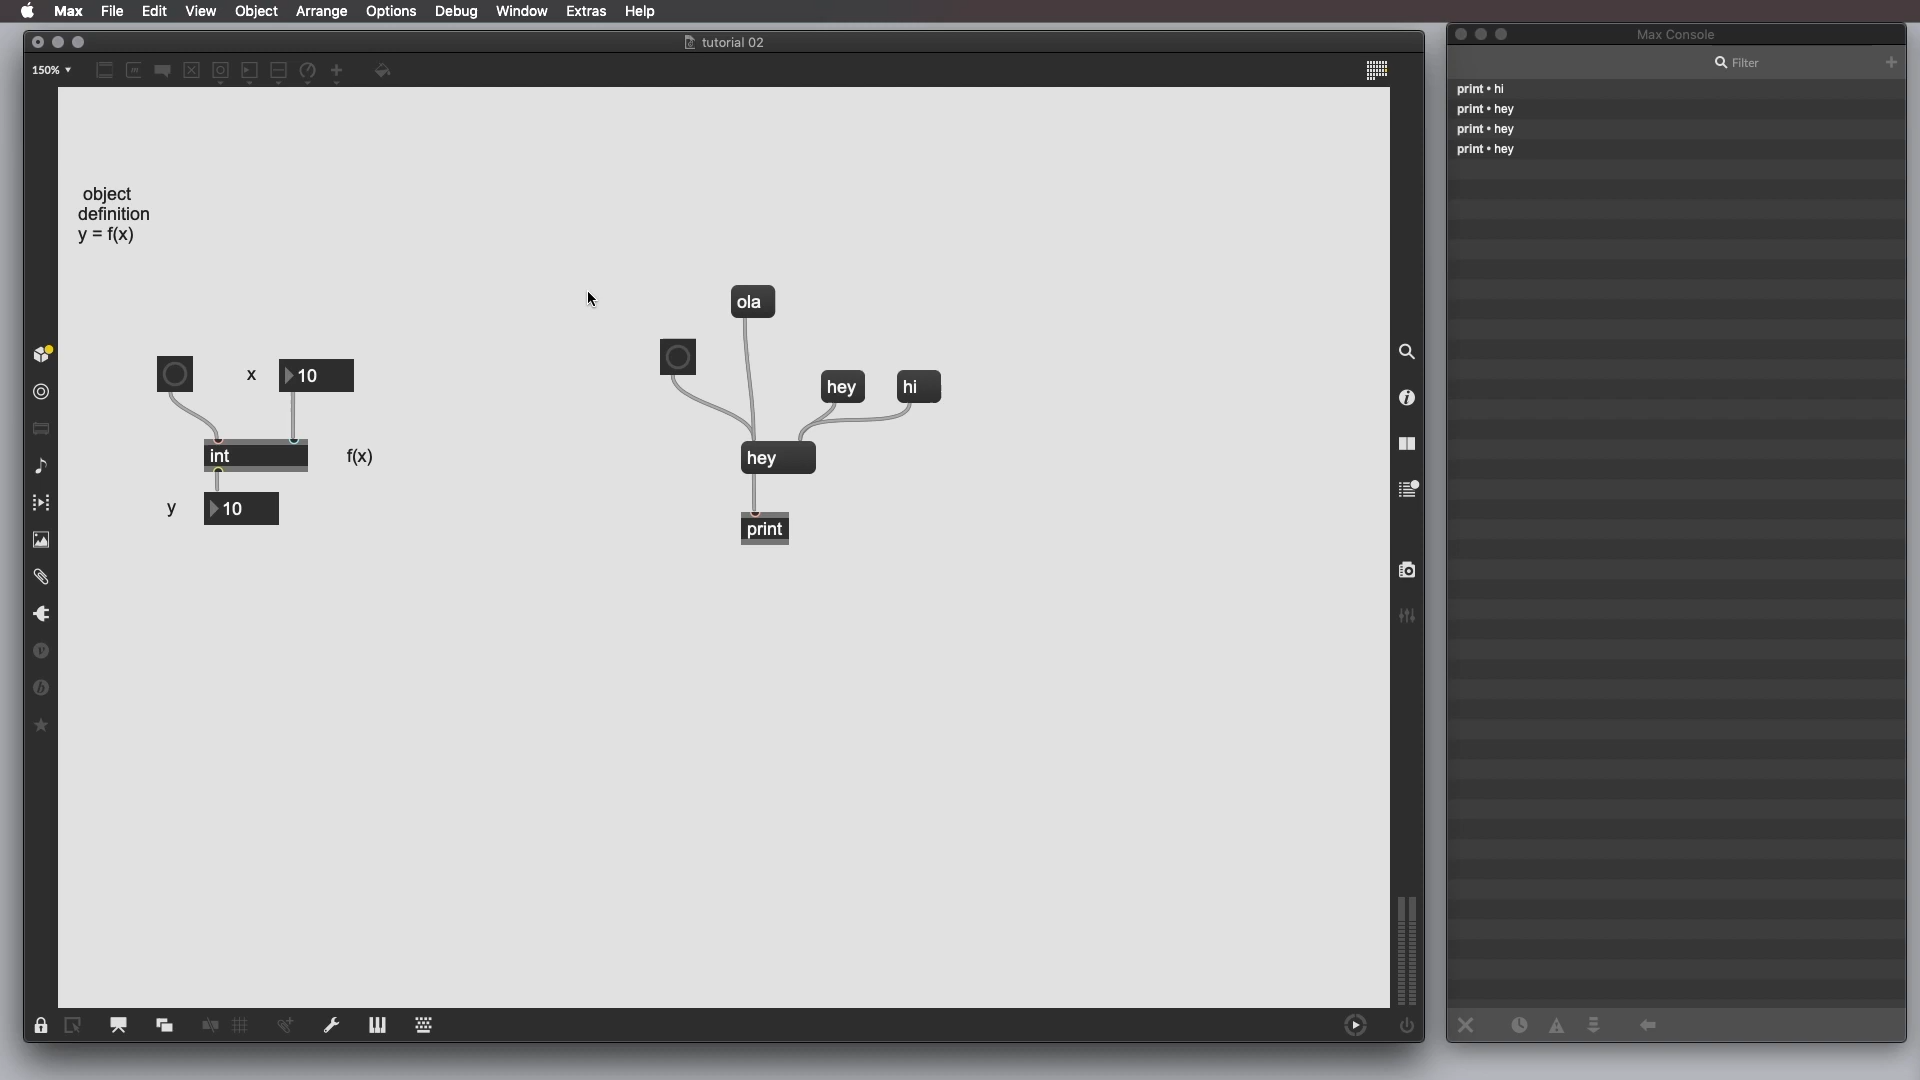 Max File Edit View Object Arrange Options Debug Window Extras Help
tutorial 02
Max Console
150%
Filter
print • hi
print • hey
print • hey
print • hey
object
definition
y = f(x)
ola
x
10
hey
hi
int
f(x)
hey
y
10
print